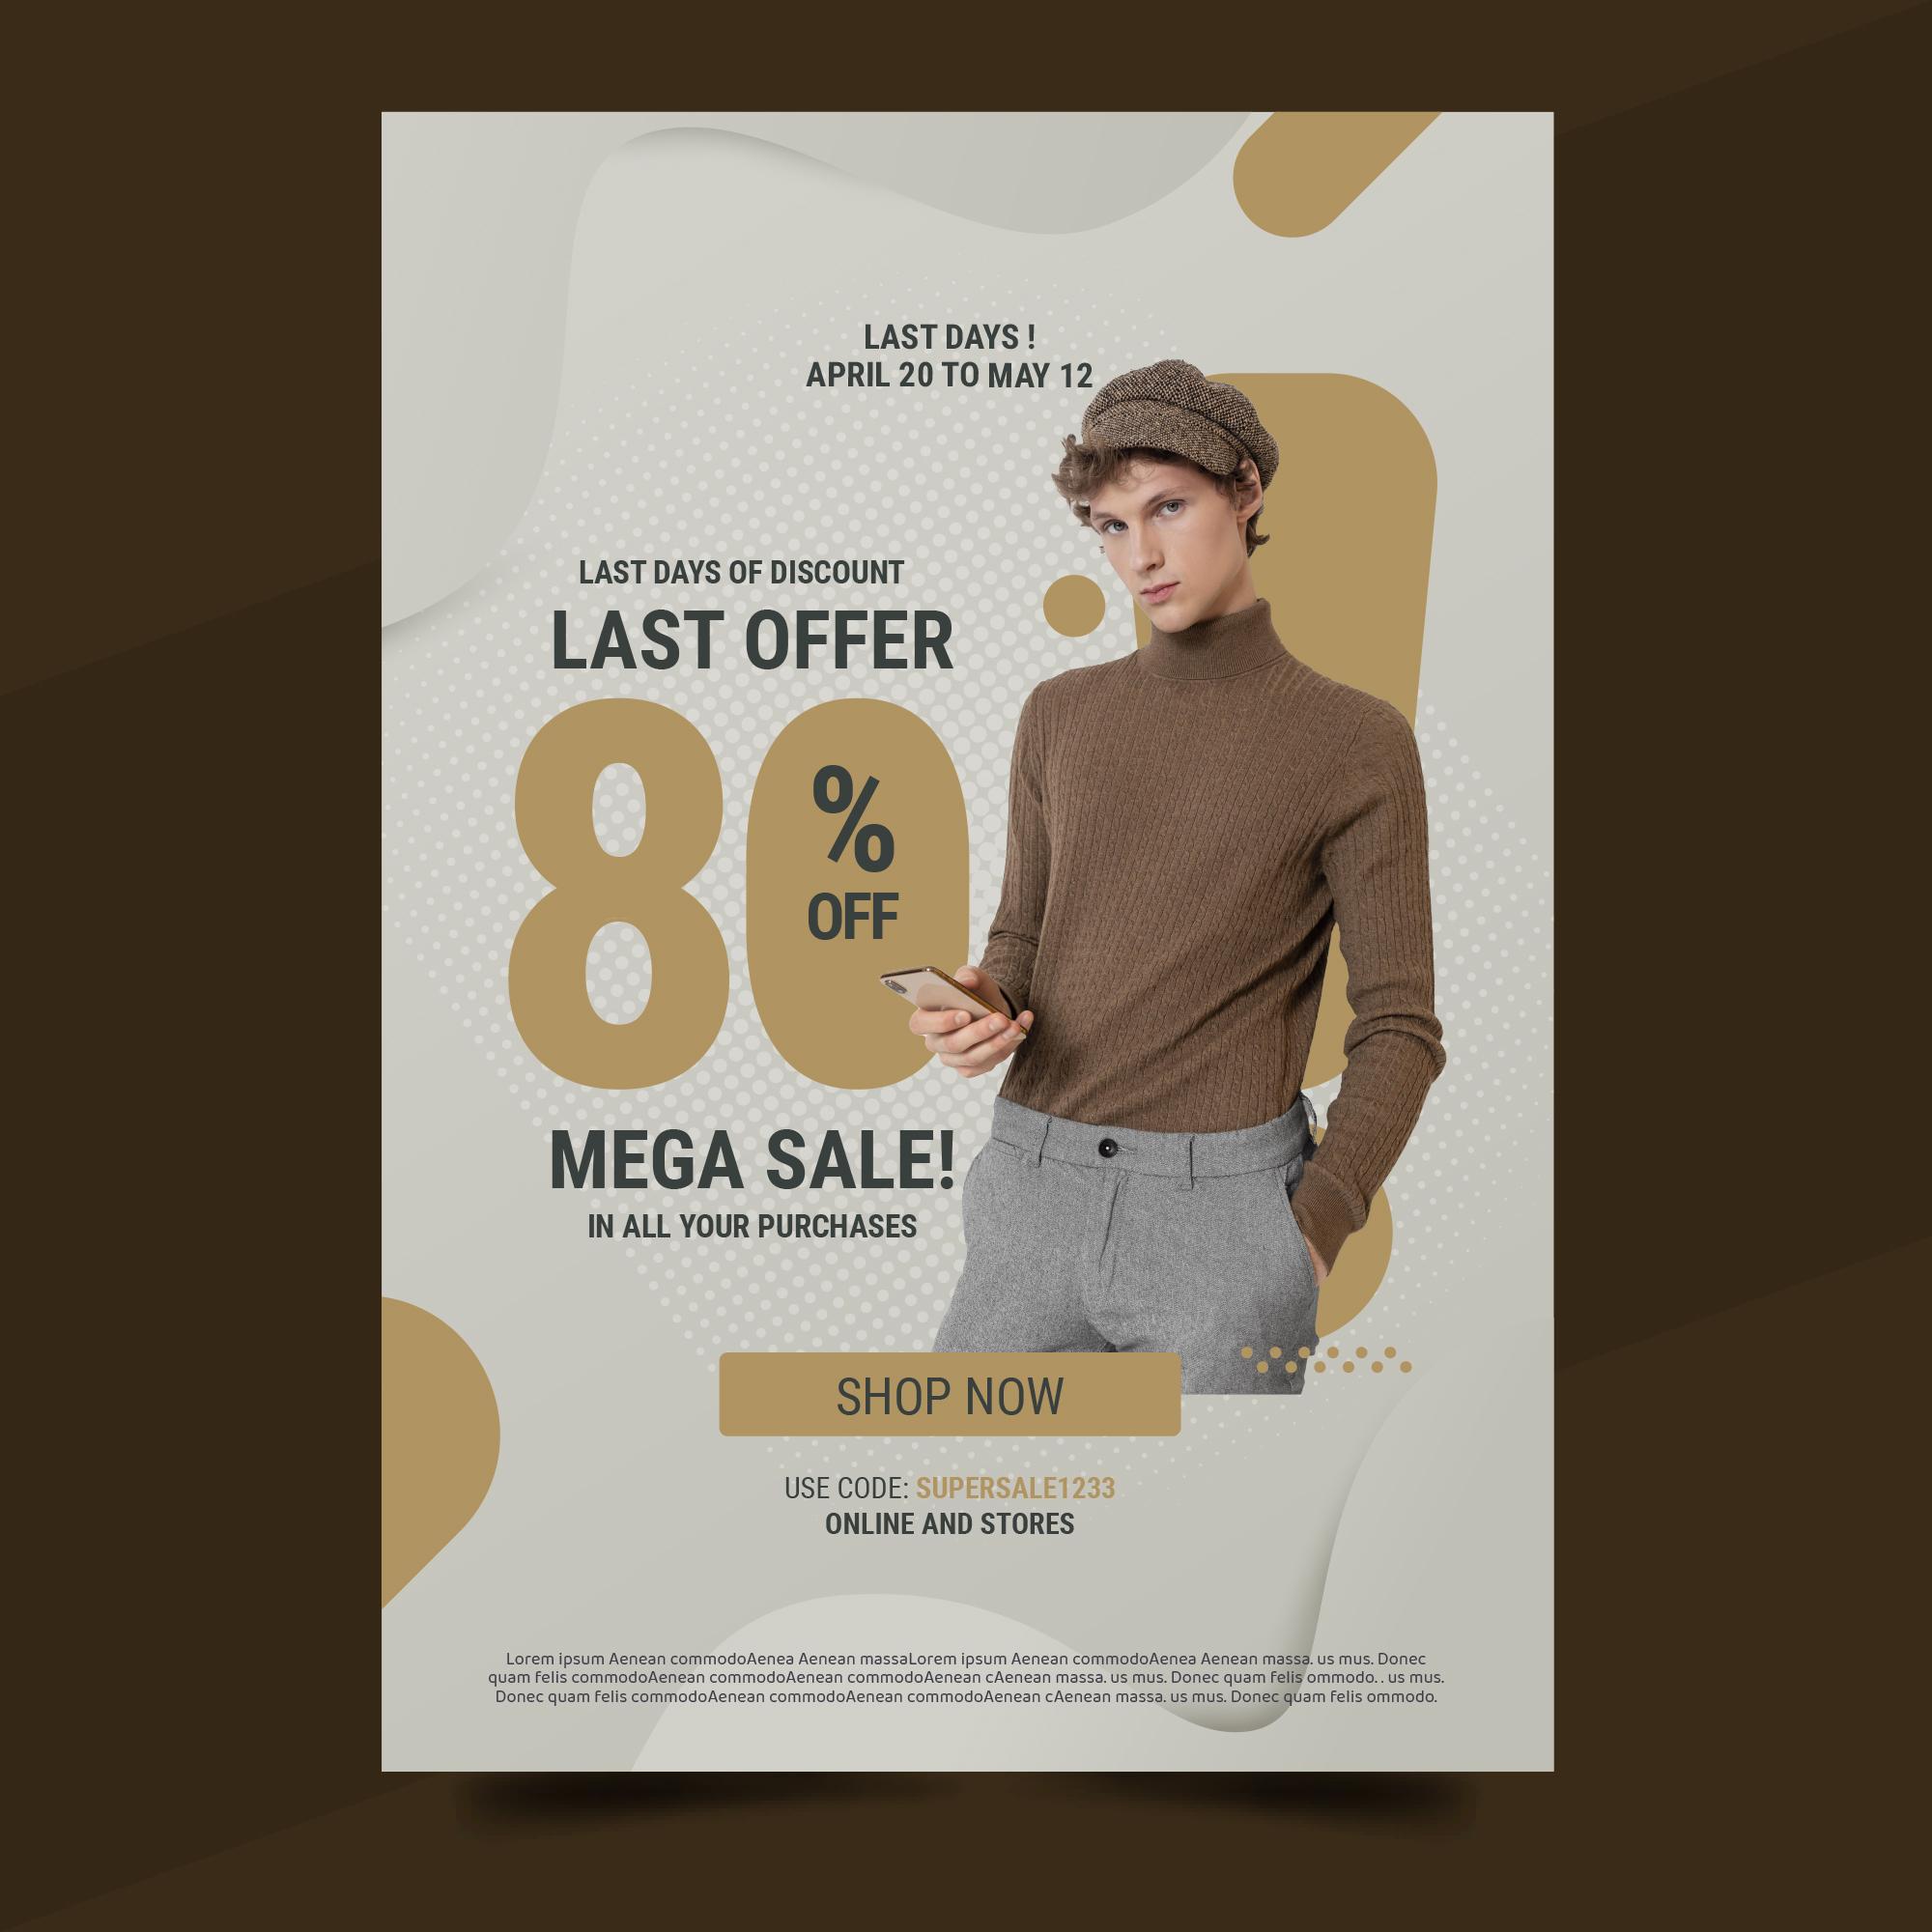 LAST DAYS !
APRIL 20 TO MAY 12
LAST DAYS OF DISCOUNT
LAST OFFER
80
%
OFF
MEGA SALE!
IN ALL YOUR PURCHASES
SHOP NOW
USE CODE: SUPERSALE1233
ONLINE AND STORES
Lorem ipsum Aenean commodoAenea Aenean massaLorem ipsum Aenean commodoAenea Aenean massa. us mus. Donec
quam felis commodoAenean commodoAenean commodoAenean cAenean massa. us mus. Donec quam felis ommodo. . us mus.
Donec quam felis commodoAenean commodoAenean commodoAenean cAenean massa. us mus. Donec quam felis ommodo.